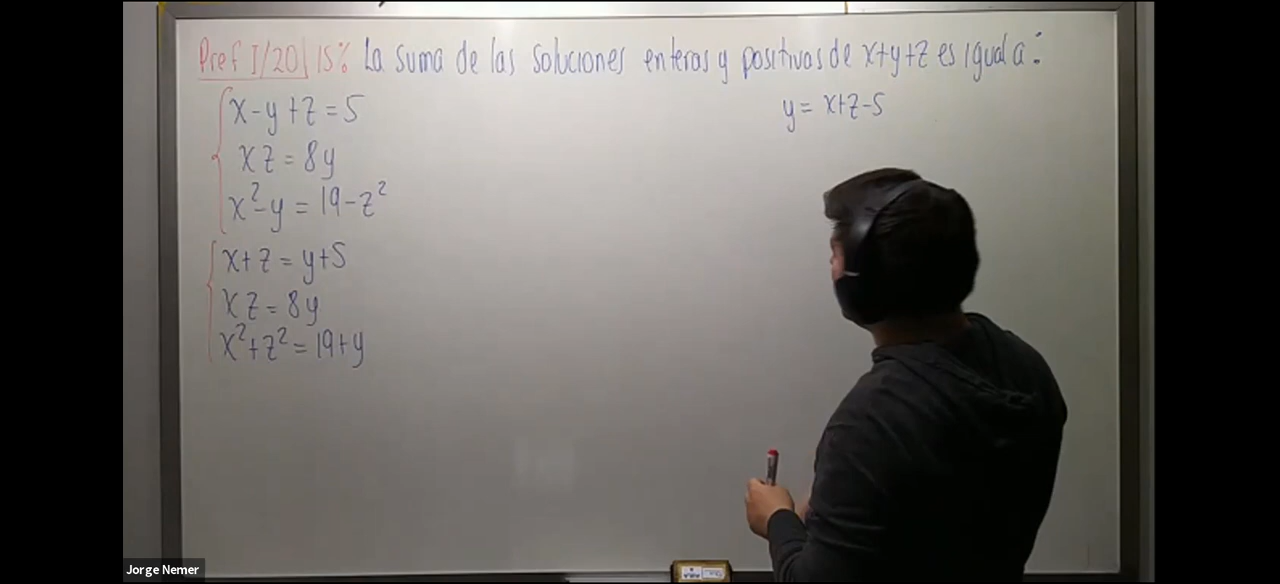 Pref I/20 | 15% La suma de las soluciones enteras y positivas de x+y+z es igual a:
x-y+z=5
xz=8y
x²-y=19-z²
x+z=y+5
xz=8y
x²+z²=19+y
y=x+z-5
Jorge Nemer